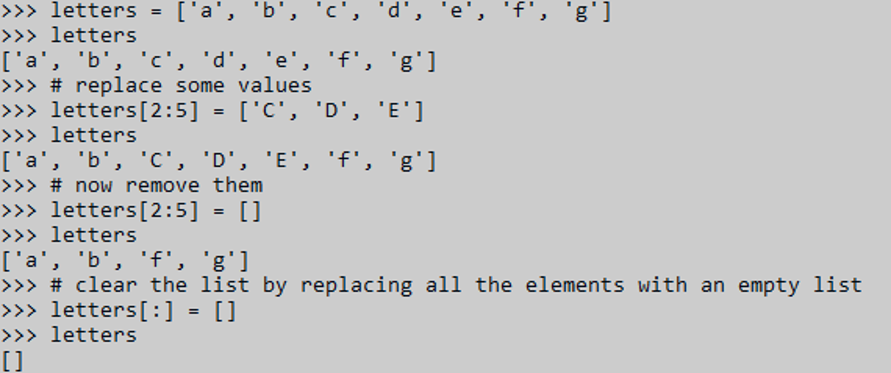 >>> letters = ['a', 'b', 'c', 'd', 'e', 'f', 'g']
>>> letters
['a', 'b', 'c', 'd', 'e', 'f', 'g']
>>> # replace some values
>>> letters[2:5] = ['C', 'D', 'E']
>>> letters
['a', 'b', 'C', 'D', 'E', 'f', 'g']
>>> # now remove them
>>> letters[2:5] = []
>>> letters
['a', 'b', 'f', 'g']
>>> # clear the list by replacing all the elements with an empty list
>>> letters[:] = []
>>> letters
[]